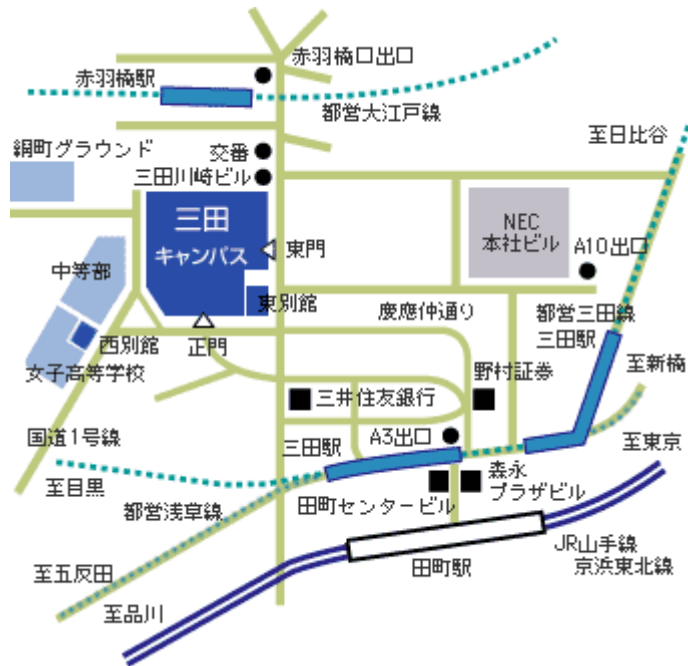 赤羽橋口出口
赤羽橋駅
都営大江戸線
至日比谷
綱町グラウンド
交番
三田川崎ビル
三田
キャンパス
東門
NEC
本社ビル
A10出口
中等部
東別館
慶應仲通り
都営三田線
三田駅
西別館
正門
女子高等学校
至新橋
野村証券
三井住友銀行
国道1号線
三田駅
A3出口
至東京
至目黒
森永
プラザビル
田町センタービル
都営浅草線
JR山手線
京浜東北線
田町駅
至五反田
至品川